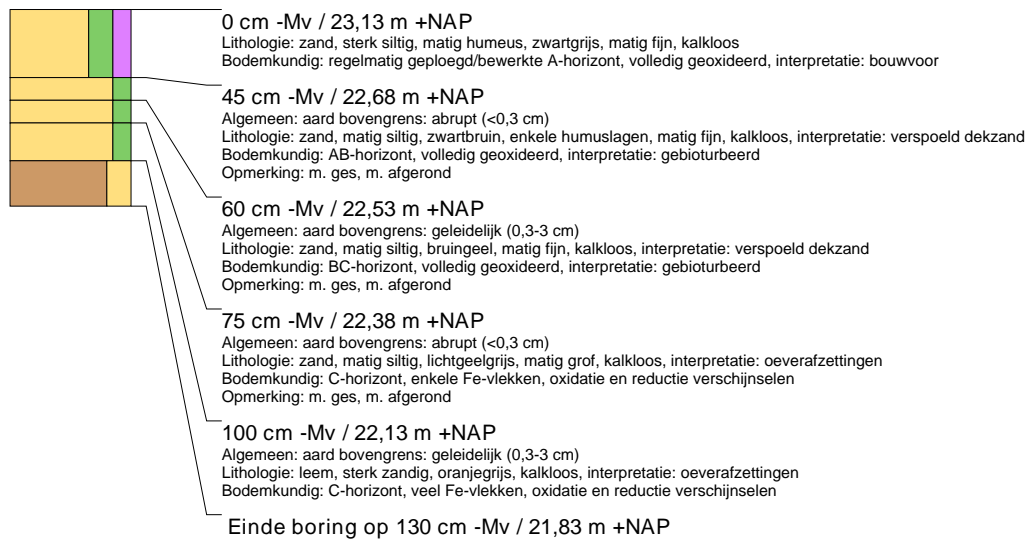 0 cm -Mv / 23,13 m +NAP
Lithologie: zand, sterk siltig, matig humeus, zwartgrijs, matig fijn, kalkloos
Bodemkundig: regelmatig geploegd/bewerkte A-horizont, volledig geoxideerd, interpretatie: bouwvoor
45 cm -Mv / 22,68 m +NAP
Algemeen: aard bovengrens: abrupt (<0,3 cm)
Lithologie: zand, matig siltig, zwartbruin, enkele humuslagen, matig fijn, kalkloos, interpretatie: verspoeld dekzand
Bodemkundig: AB-horizont, volledig geoxideerd, interpretatie: gebioturbeerd
Opmerking: m. ges, m. afgerond
60 cm -Mv / 22,53 m +NAP
Algemeen: aard bovengrens: geleidelijk (0,3-3 cm)
Lithologie: zand, matig siltig, bruingeel, matig fijn, kalkloos, interpretatie: verspoeld dekzand
Bodemkundig: BC-horizont, volledig geoxideerd, interpretatie: gebioturbeerd
Opmerking: m. ges, m. afgerond
75 cm -Mv / 22,38 m +NAP
Algemeen: aard bovengrens: abrupt (<0,3 cm)
Lithologie: zand, matig siltig, lichtgeelgrijs, matig grof, kalkloos, interpretatie: oeverafzettingen
Bodemkundig: C-horizont, enkele Fe-vlekken, oxidatie en reductie verschijnselen
Opmerking: m. ges, m. afgerond
100 cm -Mv / 22,13 m +NAP
Algemeen: aard bovengrens: geleidelijk (0,3-3 cm)
Lithologie: leem, sterk zandig, oranjegrijs, kalkloos, interpretatie: oeverafzettingen
Bodemkundig: C-horizont, veel Fe-vlekken, oxidatie en reductie verschijnselen
Einde boring op 130 cm -Mv / 21,83 m +NAP